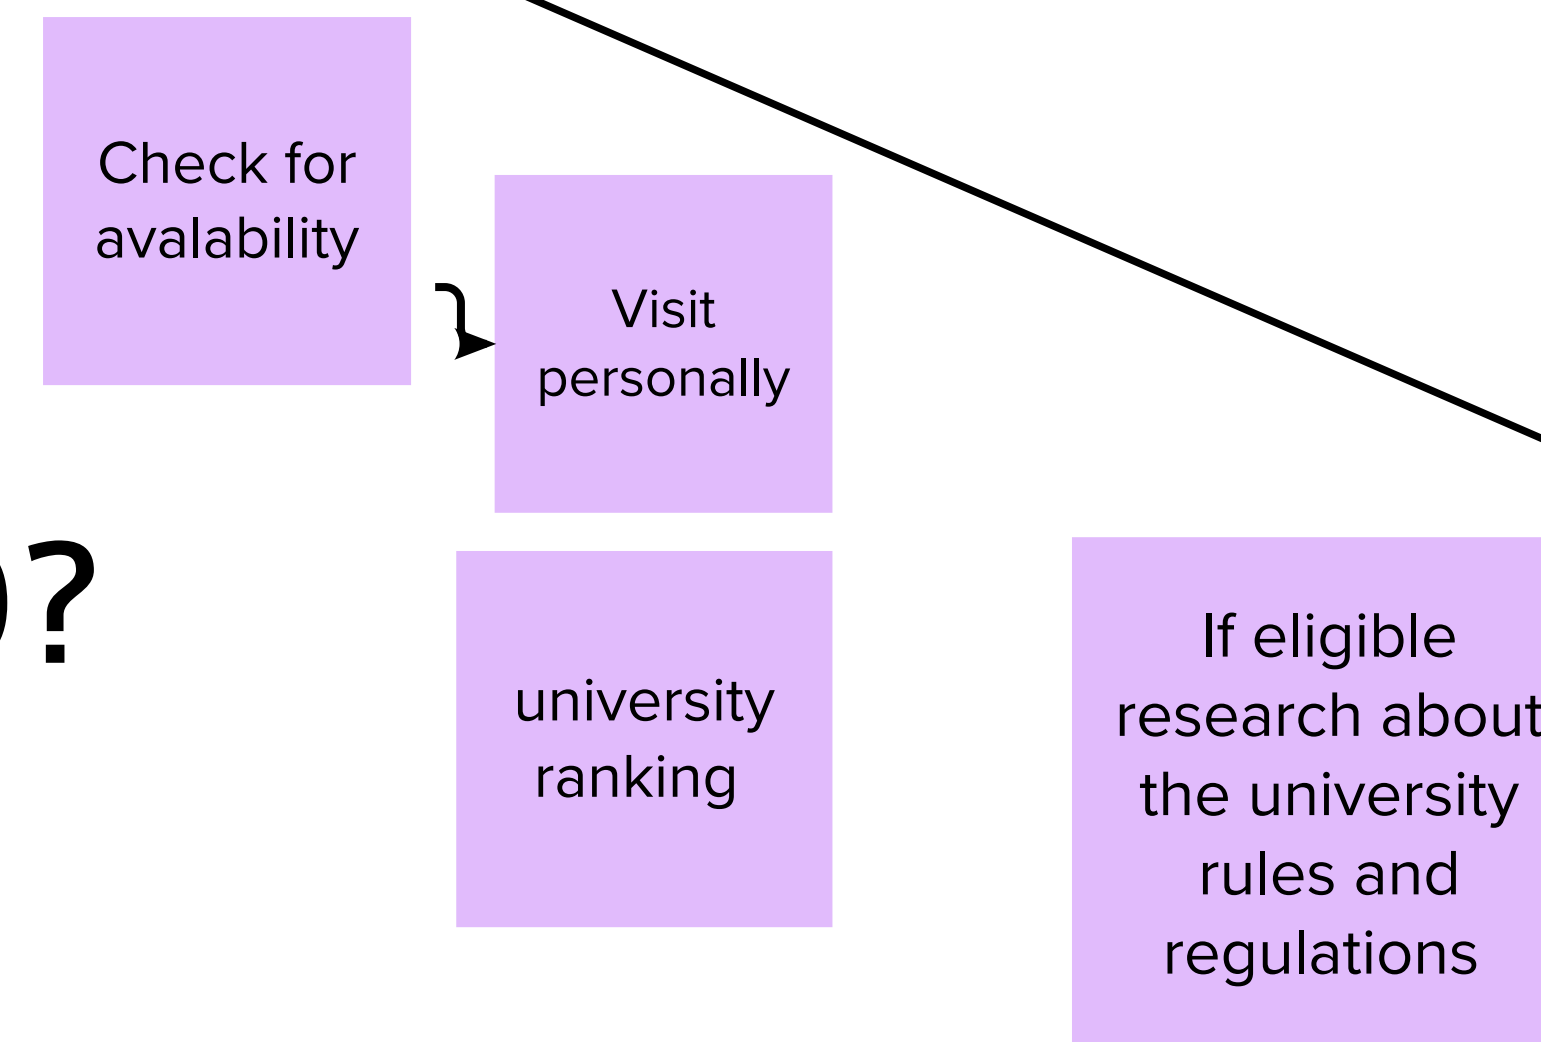 Check for
avalability
Visit
personally
?
university
ranking
If eligible
research about
the university
rules and
regulations